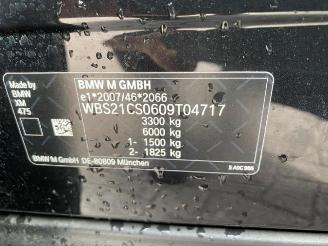 Made by
BMW
XM
475
BMW M GMBH
e1*2007/46*2066
WBS21CS0609T04717
3300 kg
6000 kg
1- 1500 kg
2- 1825 kg
BMW M GmbH DE-80809 München